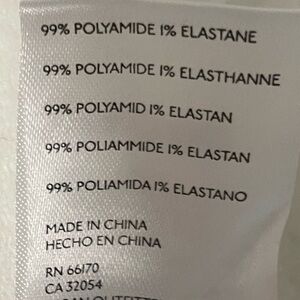 99% POLYAMIDE 1% ELASTANE
99% POLYAMIDE 1% ELASTHANNE
99% POLYAMID 1% ELASTAN
99% POLIAMMIDE 1% ELASTAN
99% POLIAMIDA 1% ELASTANO
MADE IN CHINA
HECHO EN CHINA
RN 66170
CA 32054